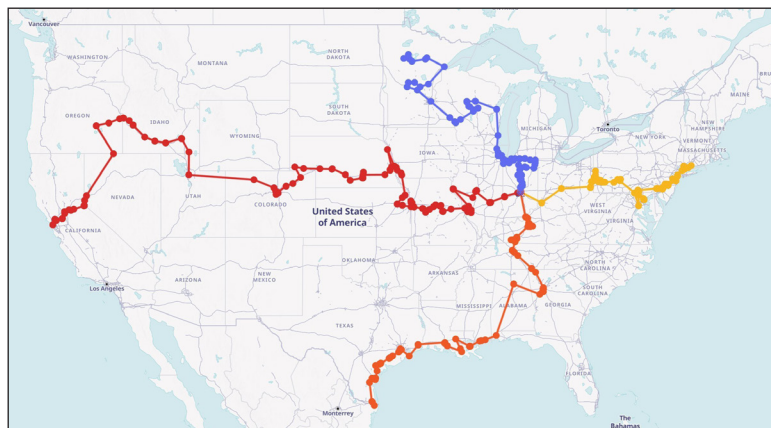 Vancouver
WASHINGTON
MONTANA
NORTH
DAKOTA
OREGON
IDAHO
SOUTH
DAKOTA
WYOMING
MICHIGAN
Toronto
MAINE
NEW
HAMPSHIRE
NEW YORK
VERMONT
MASSACHUSETTS
IOWA
NEVADA
UTAH
COLORADO
United States
of America
WEST
VIRGINIA
VIRGINIA
CALIFORNIA
Los Angeles
ARIZONA
NEW
MEXICO
OKLAHOMA
ARKANSAS
NORTH
CAROLINA
SOUTH
CAROLINA
MISSISSIPPI
ALABAMA
GEORGIA
TEXAS
FLORIDA
Monterrey
The
Bahamas